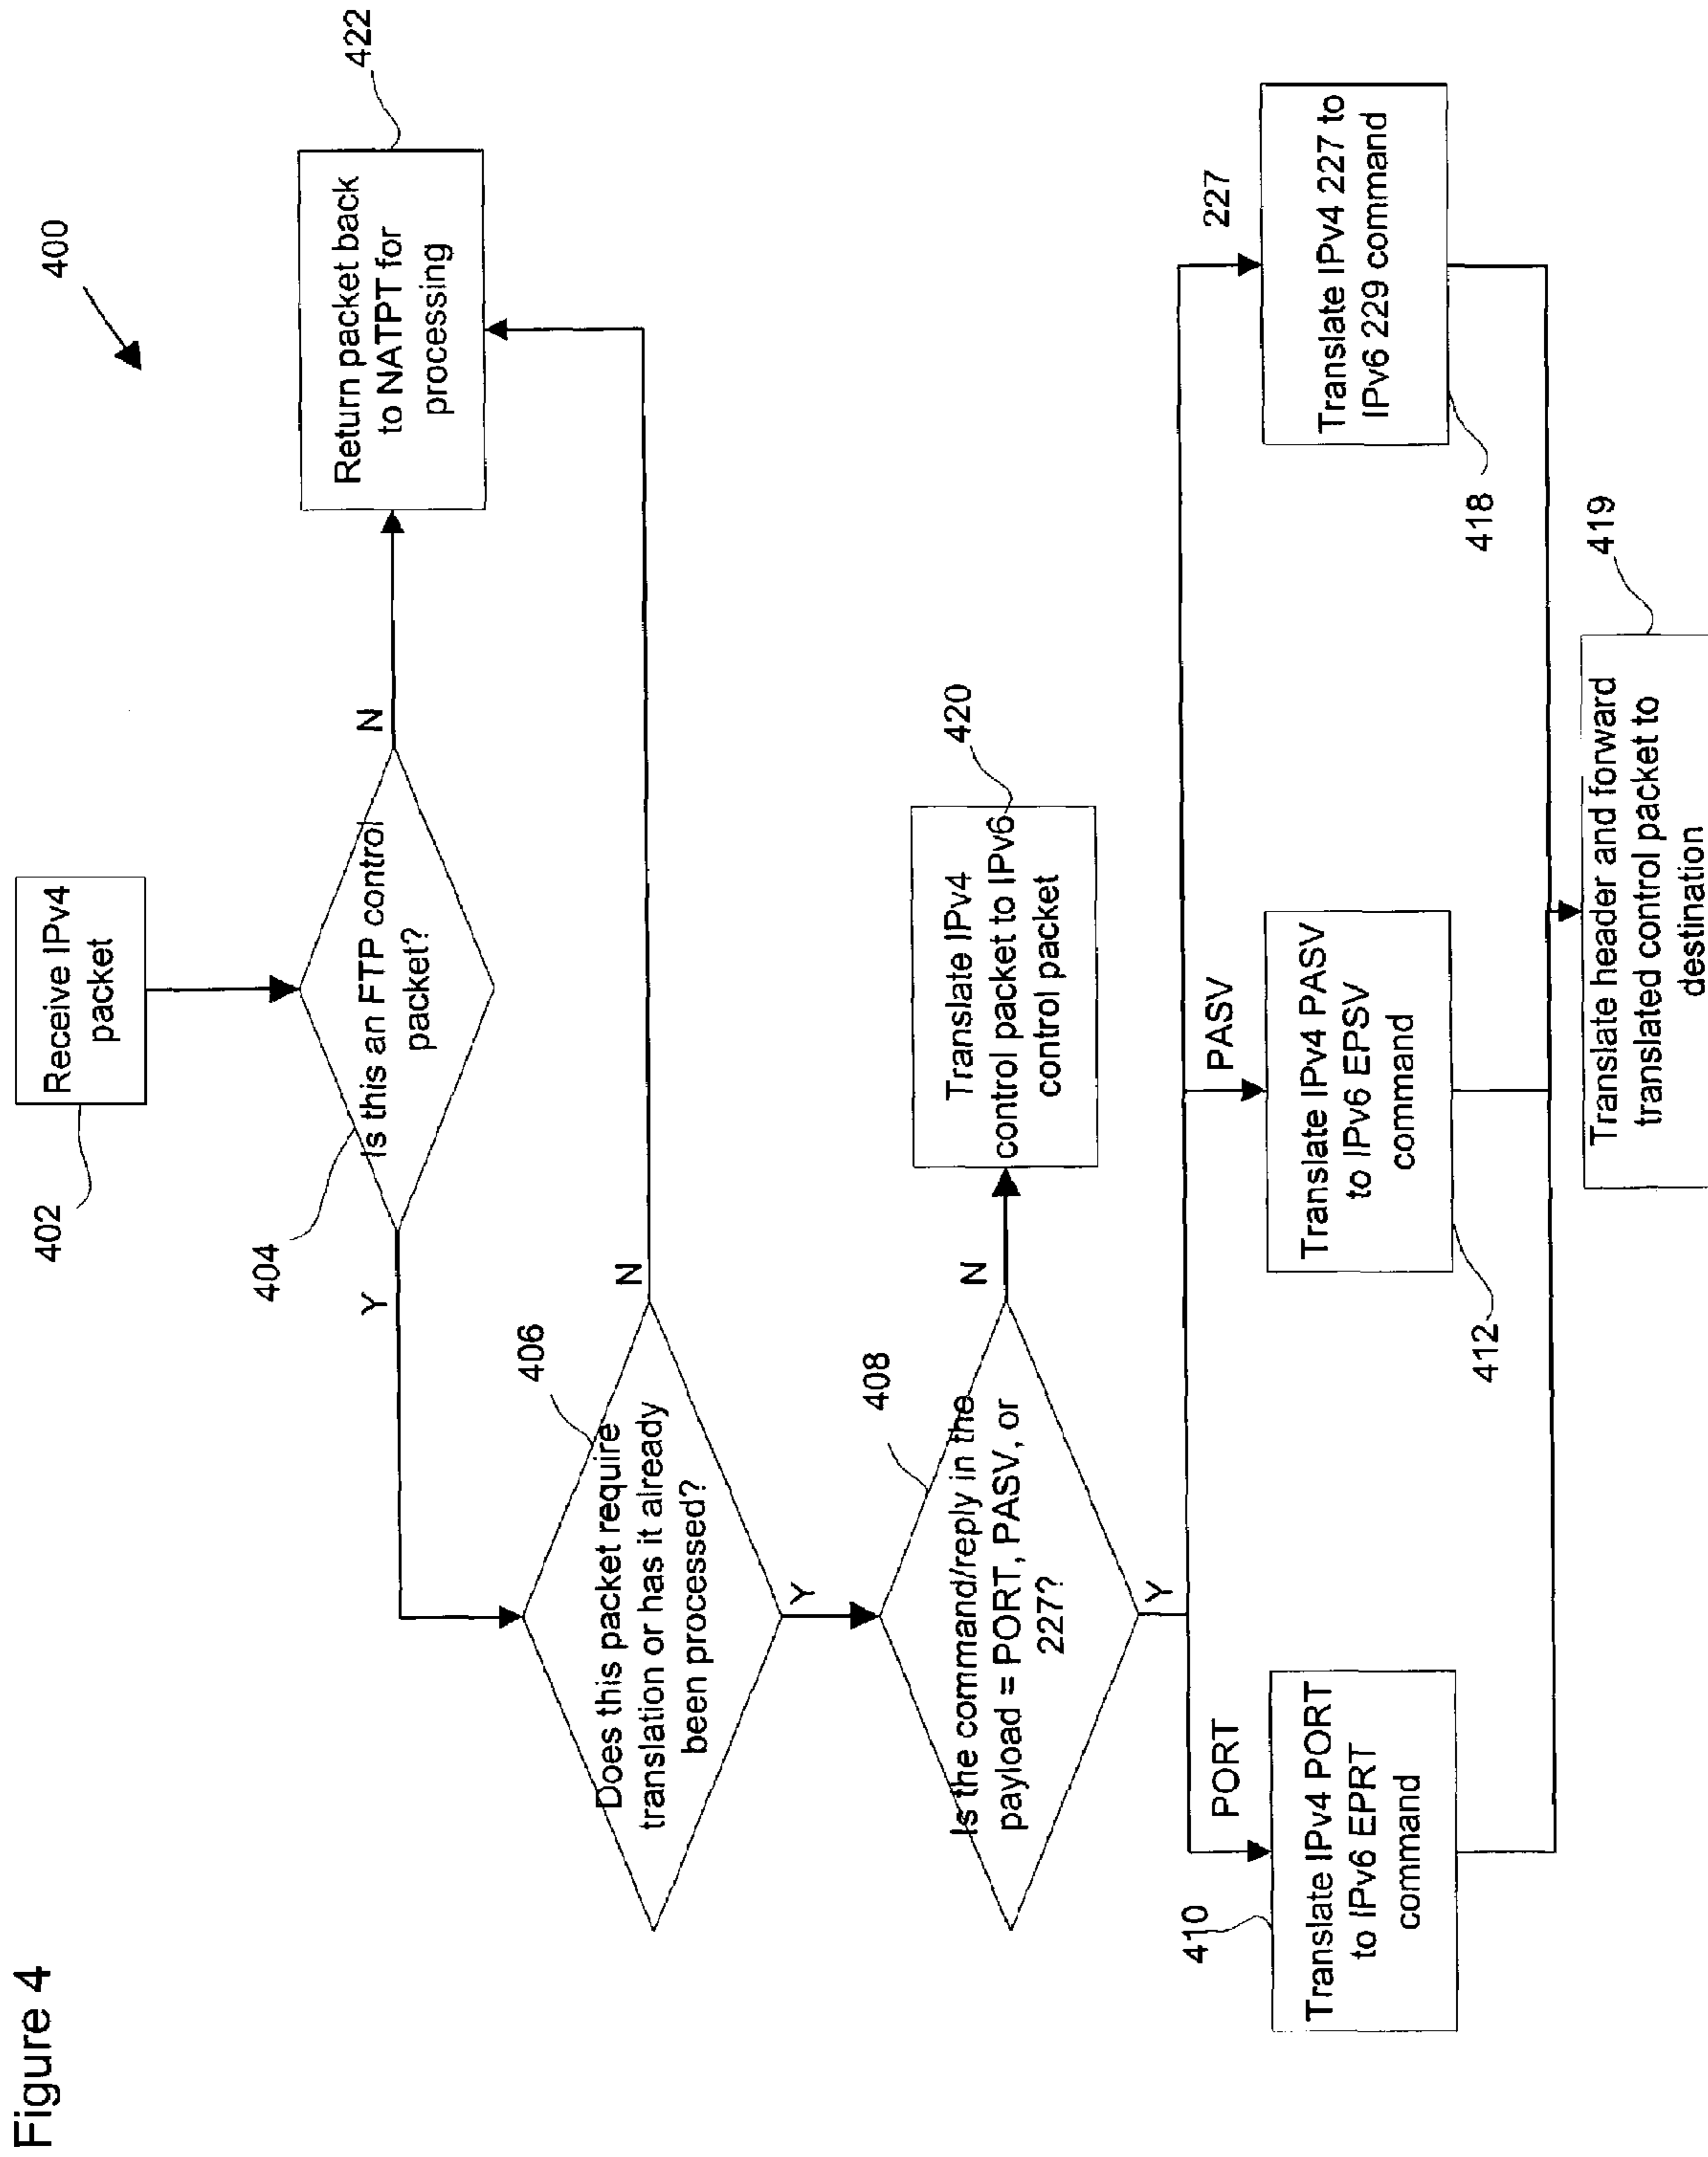 Figure 4
400
402
Receive IPv4
packet
404
Is this an FTP control
packet?
N
Y
Return packet back
to NATPT for
processing
422
406
Does this packet require
translation or has it already
been processed?
N
Y
408
Is the command/reply in the
payload = PORT, PASV, or
227?
N
Y
Translate IPv4
control packet to IPv6
control packet
420
PORT
PASV
227
410
Translate IPv4 PORT
to IPv6 EPRT
command
412
Translate IPv4 PASV
to IPv6 EPSV
command
Translate IPv4 227 to
IPv6 229 command
418
419
Translate header and forward
translated control packet to
destination